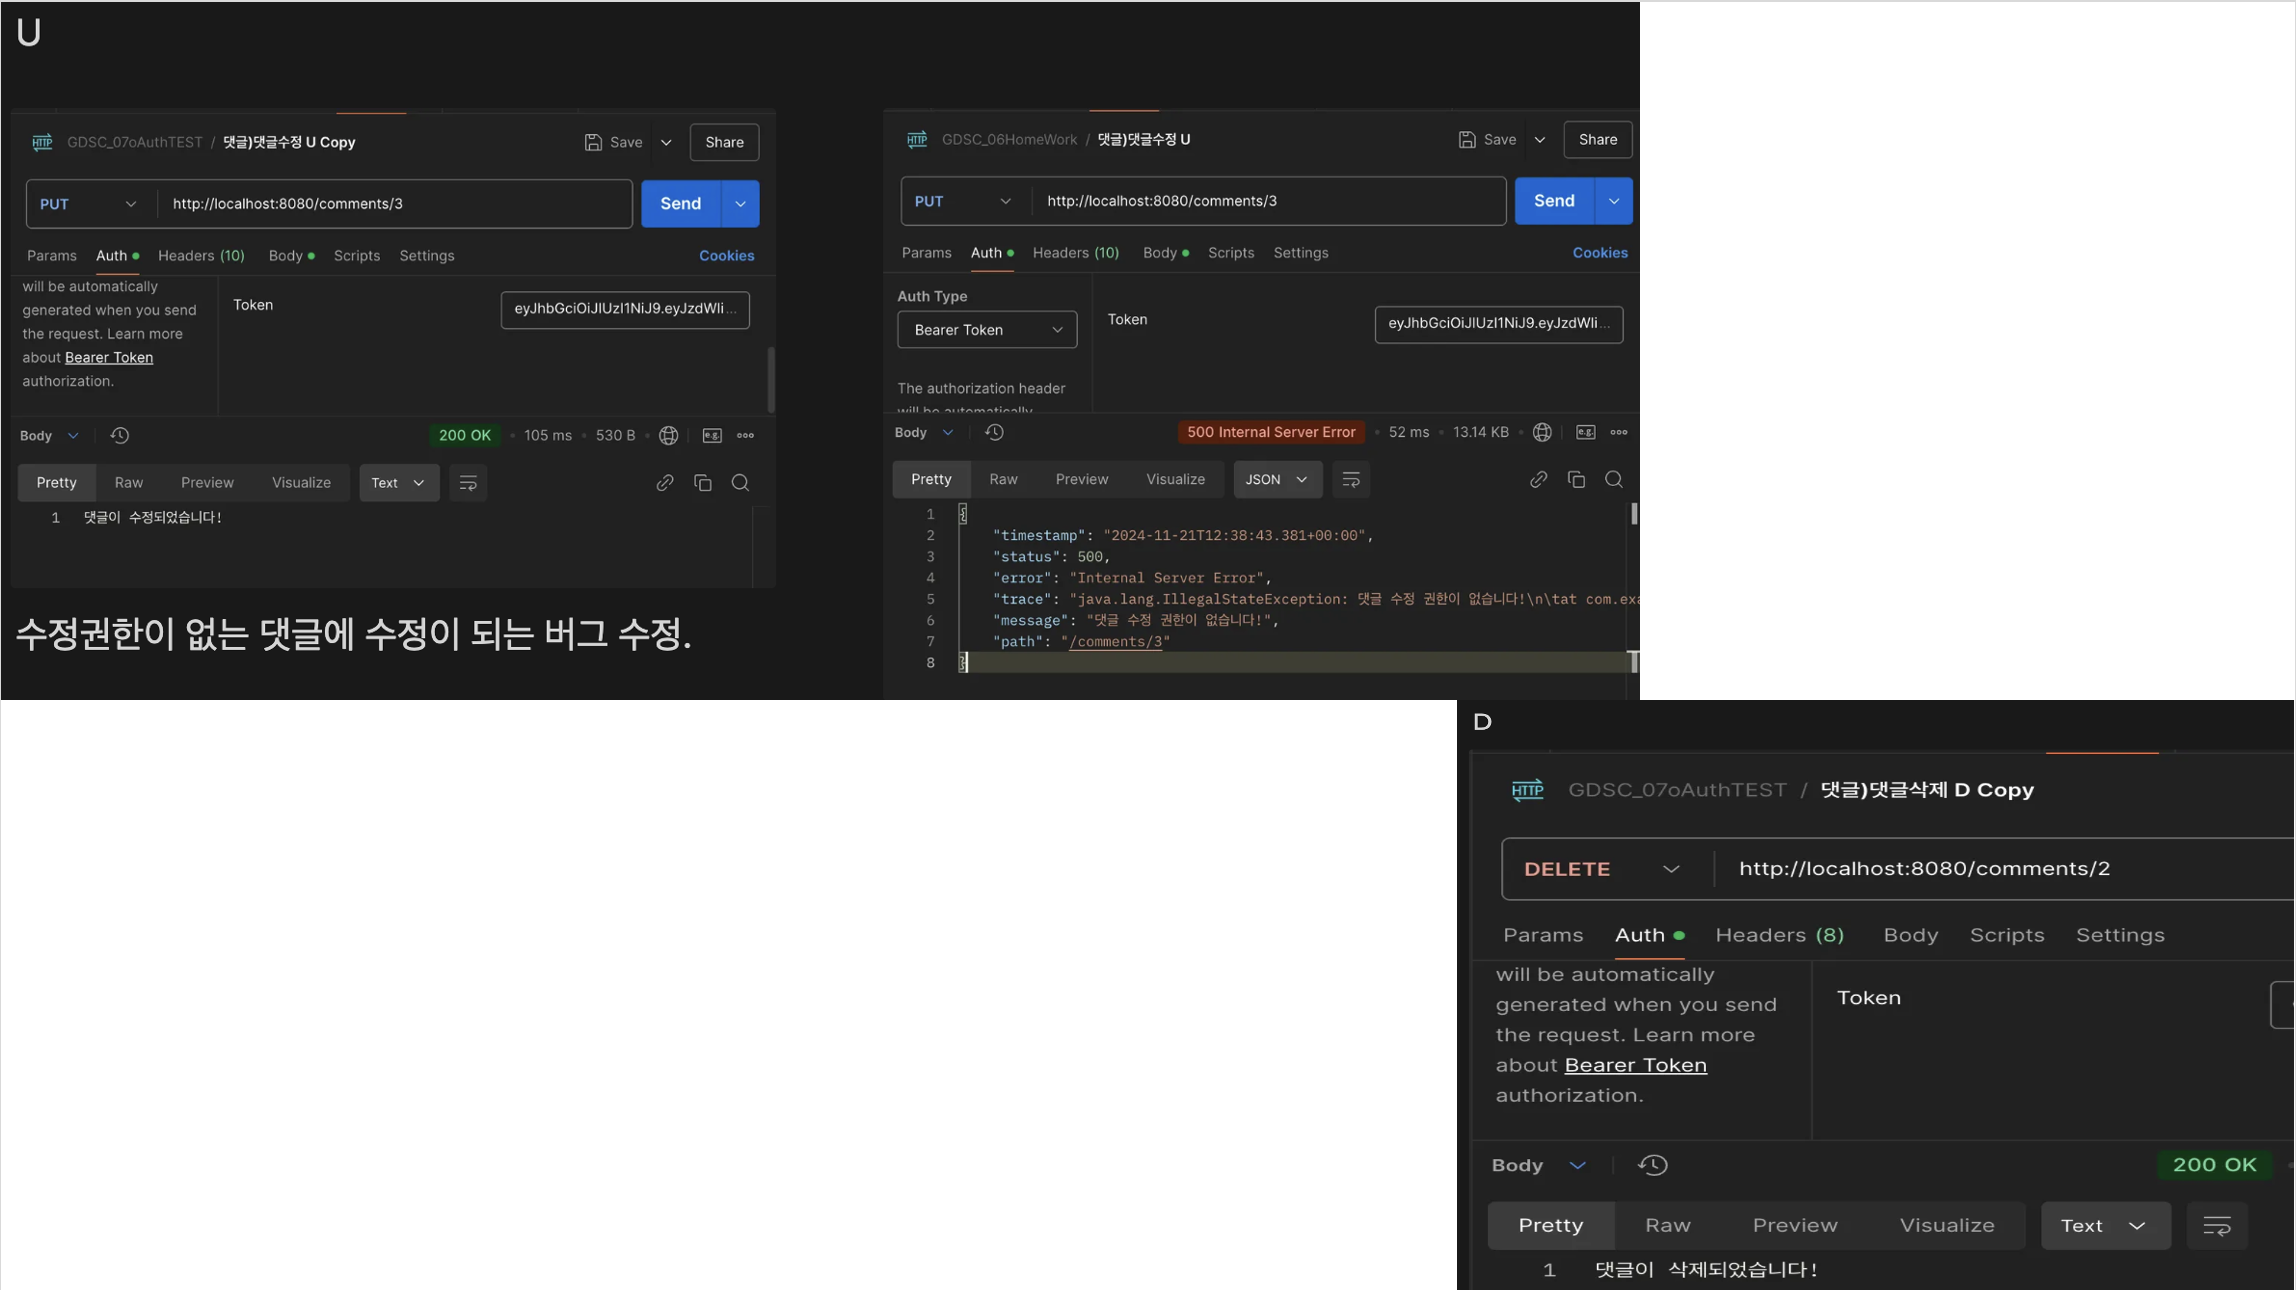 U
HTTP GDSC_07oAuthTEST / 댓글)댓글수정 U Copy Save Share
PUT http://localhost:8080/comments/3 Send
Params Auth Headers (10) Body Scripts Settings Cookies
will be automatically
generated when you send
the request. Learn more
about Bearer Token
authorization.
Token eyJhbGciOiJIUzI1NiJ9.eyJzdWIi...
Body 200 OK • 105 ms • 530 B • e.g.
Pretty Raw Preview Visualize Text
1 댓글이 수정되었습니다!
수정권한이 없는 댓글에 수정이 되는 버그 수정.
HTTP GDSC_06HomeWork / 댓글)댓글수정 U Save Share
PUT http://localhost:8080/comments/3 Send
Params Auth Headers (10) Body Scripts Settings Cookies
Auth Type
Bearer Token
The authorization header
will be automatically
Token eyJhbGciOiJIUzI1NiJ9.eyJzdWIi...
Body 500 Internal Server Error • 52 ms • 13.14 KB • e.g.
Pretty Raw Preview Visualize JSON
1 {
2 "timestamp": "2024-11-21T12:38:43.381+00:00",
3 "status": 500,
4 "error": "Internal Server Error",
5 "trace": "java.lang.IllegalStateException: 댓글 수정 권한이 없습니다!\n\tat com.exa
6 "message": "댓글 수정 권한이 없습니다!",
7 "path": "/comments/3"
8 }
D
HTTP GDSC_07oAuthTEST / 댓글)댓글삭제 D Copy
DELETE http://localhost:8080/comments/2
Params Auth Headers (8) Body Scripts Settings
will be automatically
generated when you send
the request. Learn more
about Bearer Token
authorization.
Token
Body 200 OK
Pretty Raw Preview Visualize Text
1 댓글이 삭제되었습니다!